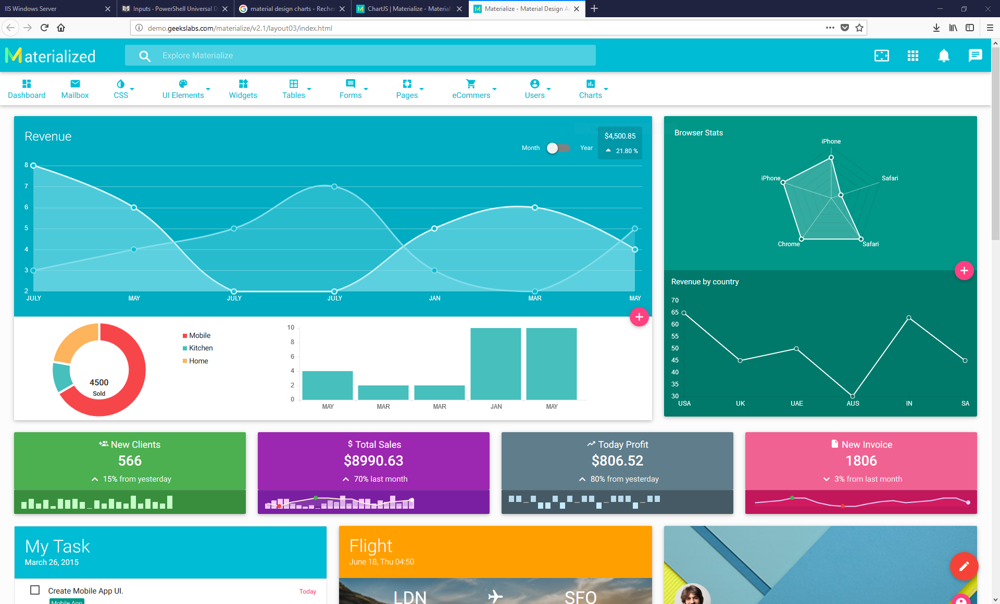 IIS Windows Server
Inputs · PowerShell Universal D
material design charts - Recher
ChartJS | Materialize - Material
Materialize - Material Design A
demo.geekslabs.com/materialize/v2.1/layout03/index.html
Materialized
Explore Materialize
Dashboard
Mailbox
CSS
UI Elements
Widgets
Tables
Forms
Pages
eCommers
Users
Charts
Revenue
Month
Year
$4,500.85
21.80 %
8
7
6
5
4
3
2
JULY MAY JULY JULY JAN MAR MAY
4500
Sold
Mobile
Kitchen
Home
10
8
6
4
2
0
MAY MAR MAR JAN MAY
Browser Stats
iPhone
Safari
Safari
Chrome
iPhone
Revenue by country
70
65
60
55
50
45
40
35
30
USA UK UAE AUS IN SA
New Clients
566
15% from yesterday
$ Total Sales
$8990.63
70% last month
Today Profit
$806.52
80% from yesterday
New Invoice
1806
3% from last month
My Task
March 26, 2015
Create Mobile App UI.
Today
Mobile App
Flight
June 18, Thu 04:50
LDN
SFO